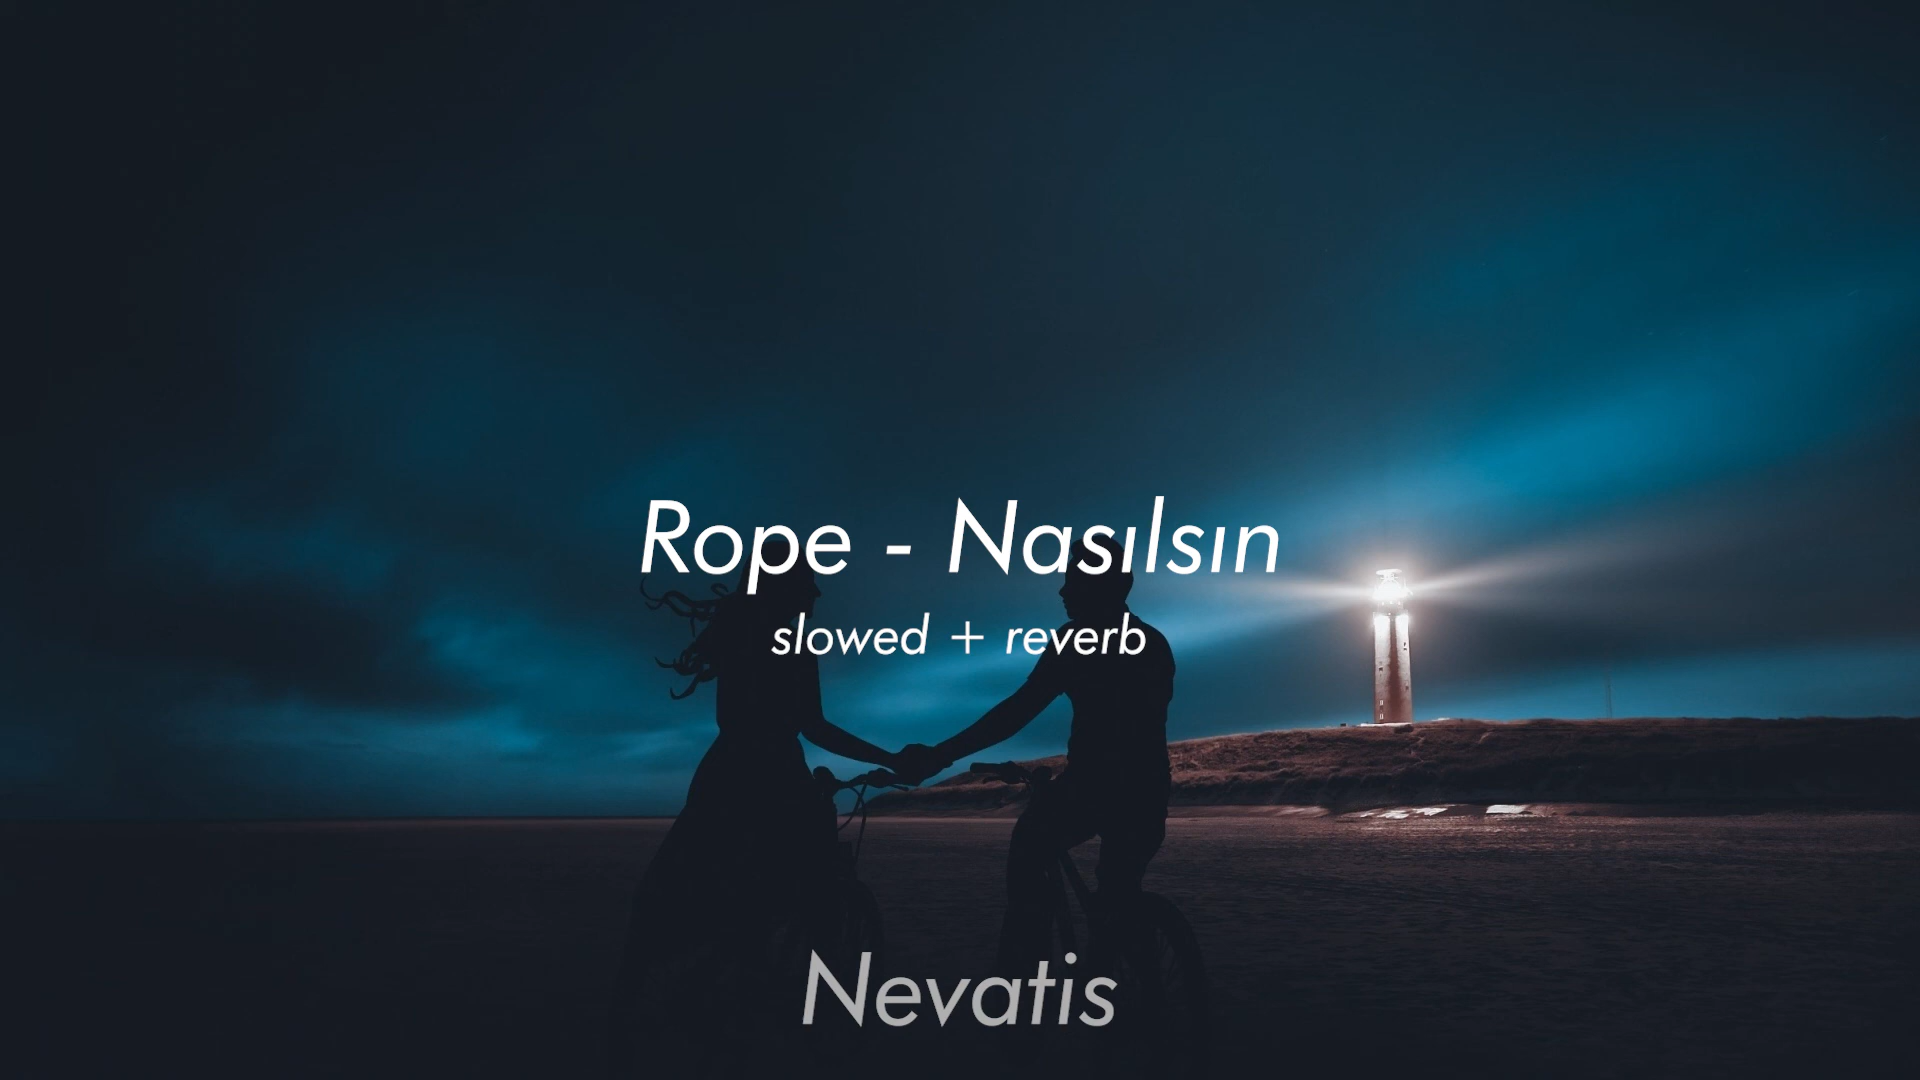 Rope - Nasılsın
slowed + reverb
Nevatis